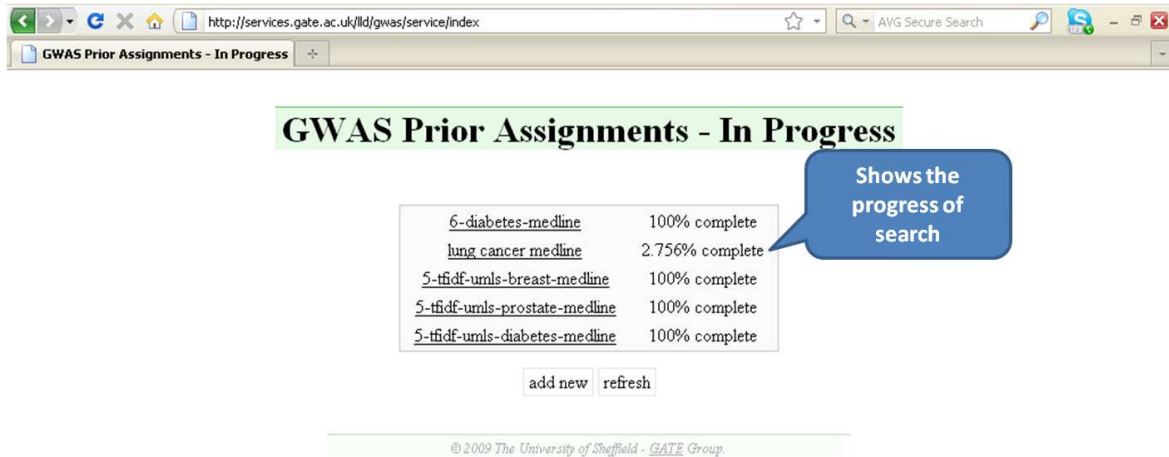 http://services.gate.ac.uk/lld/gwas/service/index
AVG Secure Search
GWAS Prior Assignments - In Progress
GWAS Prior Assignments - In Progress
Shows the
progress of
search
6-diabetes-medline 100% complete
lung cancer medline 2.756% complete
5-tfidf-umls-breast-medline 100% complete
5-tfidf-umls-prostate-medline 100% complete
5-tfidf-umls-diabetes-medline 100% complete
add new refresh
© 2009 The University of Sheffield - GATE Group.